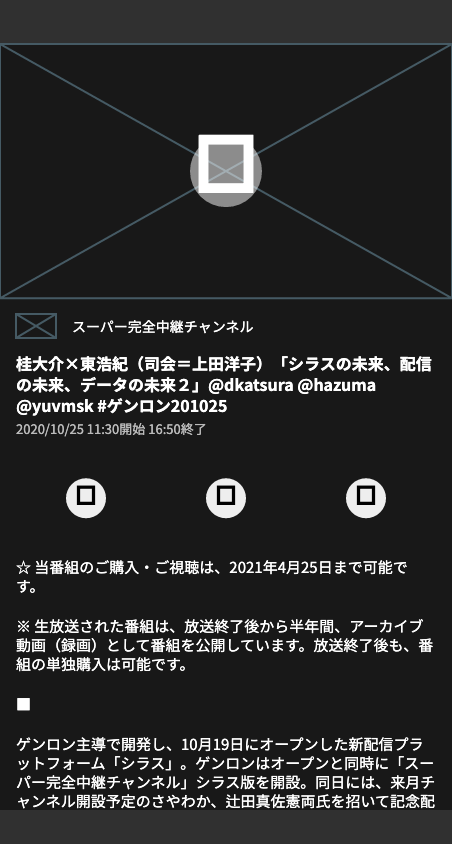 スーパー完全中継チャンネル
桂大介×東浩紀（司会＝上田洋子）「シラスの未来、配信
の未来、データの未来２」@dkatsura @hazuma
@yuvmsk #ゲンロン201025
2020/10/25 11:30開始 16:50終了
☆ 当番組のご購入・ご視聴は、2021年4月25日まで可能で
す。
※ 生放送された番組は、放送終了後から半年間、アーカイブ
動画（録画）として番組を公開しています。放送終了後も、番
組の単独購入は可能です。
ゲンロン主導で開発し、10月19日にオープンした新配信プラ
ットフォーム「シラス」。ゲンロンはオープンと同時に「スー
パー完全中継チャンネル」シラス版を開設。同日には、来月チ
ャンネル開設予定のさやわか、辻田真佐憲両氏を招いて記念配